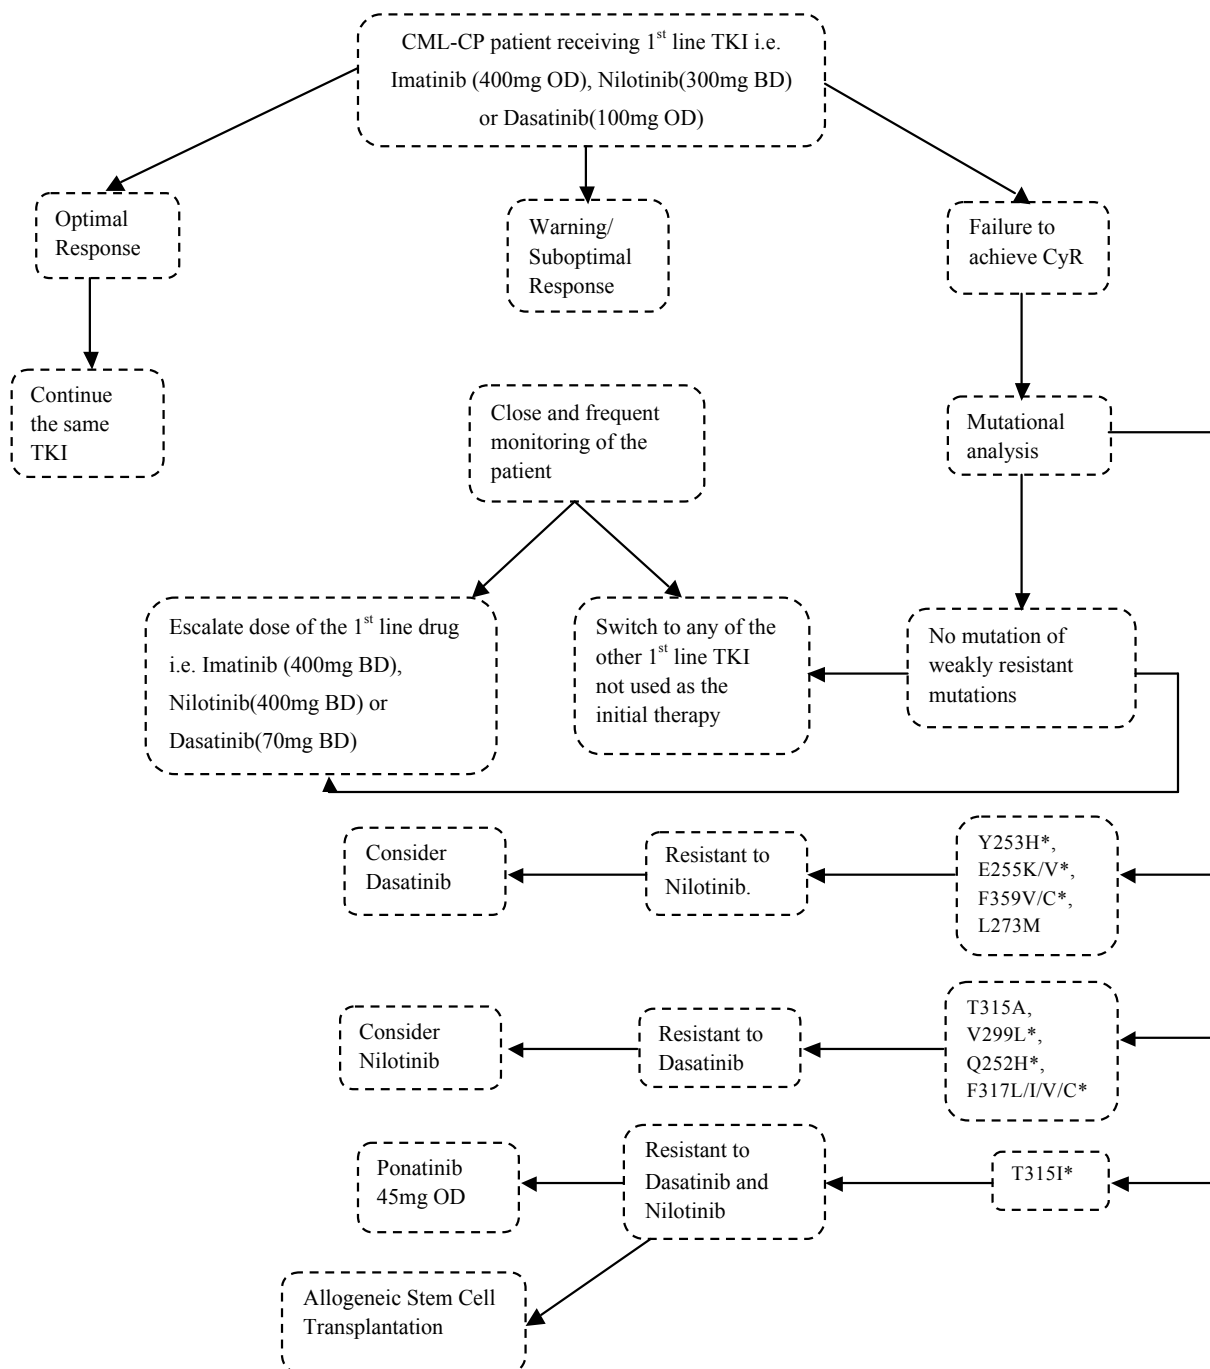 CML-CP patient receiving 1st line TKI i.e.
Imatinib (400mg OD), Nilotinib(300mg BD)
or Dasatinib(100mg OD)
Optimal
Response
Warning/
Suboptimal
Response
Failure to
achieve CyR
Continue
the same
TKI
Close and frequent
monitoring of the
patient
Mutational
analysis
Escalate dose of the 1st line drug
i.e. Imatinib (400mg BD),
Nilotinib(400mg BD) or
Dasatinib(70mg BD)
Switch to any of the
other 1st line TKI
not used as the
initial therapy
No mutation of
weakly resistant
mutations
Consider
Dasatinib
Resistant to
Nilotinib.
Y253H*,
E255K/V*,
F359V/C*,
L273M
Consider
Nilotinib
Resistant to
Dasatinib
T315A,
V299L*,
Q252H*,
F317L/I/V/C*
Ponatinib
45mg OD
Resistant to
Dasatinib and
Nilotinib
T315I*
Allogeneic Stem Cell
Transplantation